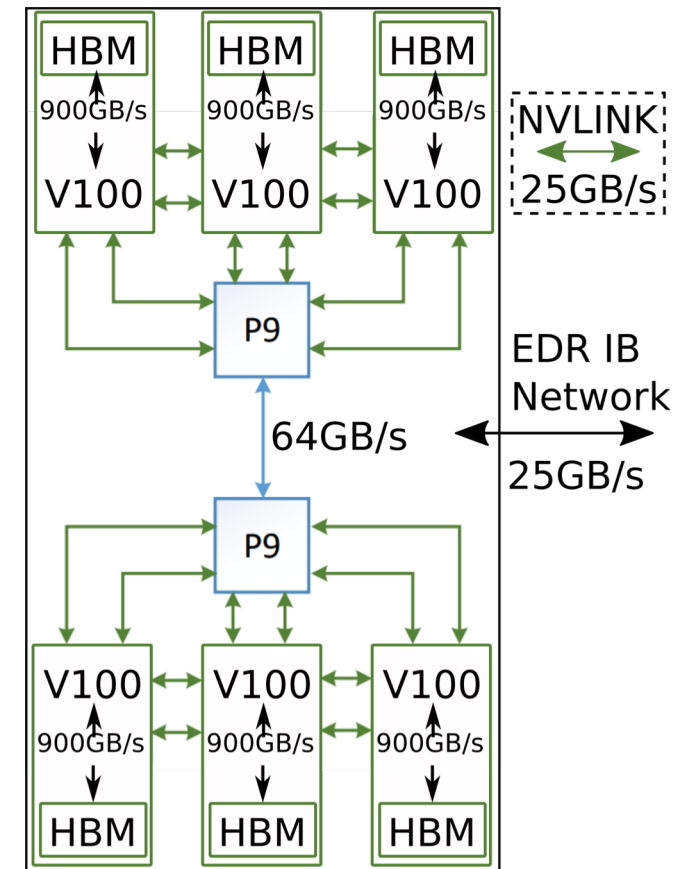 HBM HBM HBM
900GB/s 900GB/s 900GB/s
NVLINK
V100 V100 V100
25GB/s
P9
EDR IB
Network
64GB/s
25GB/s
P9
V100 V100 V100
900GB/s 900GB/s 900GB/s
HBM HBM HBM